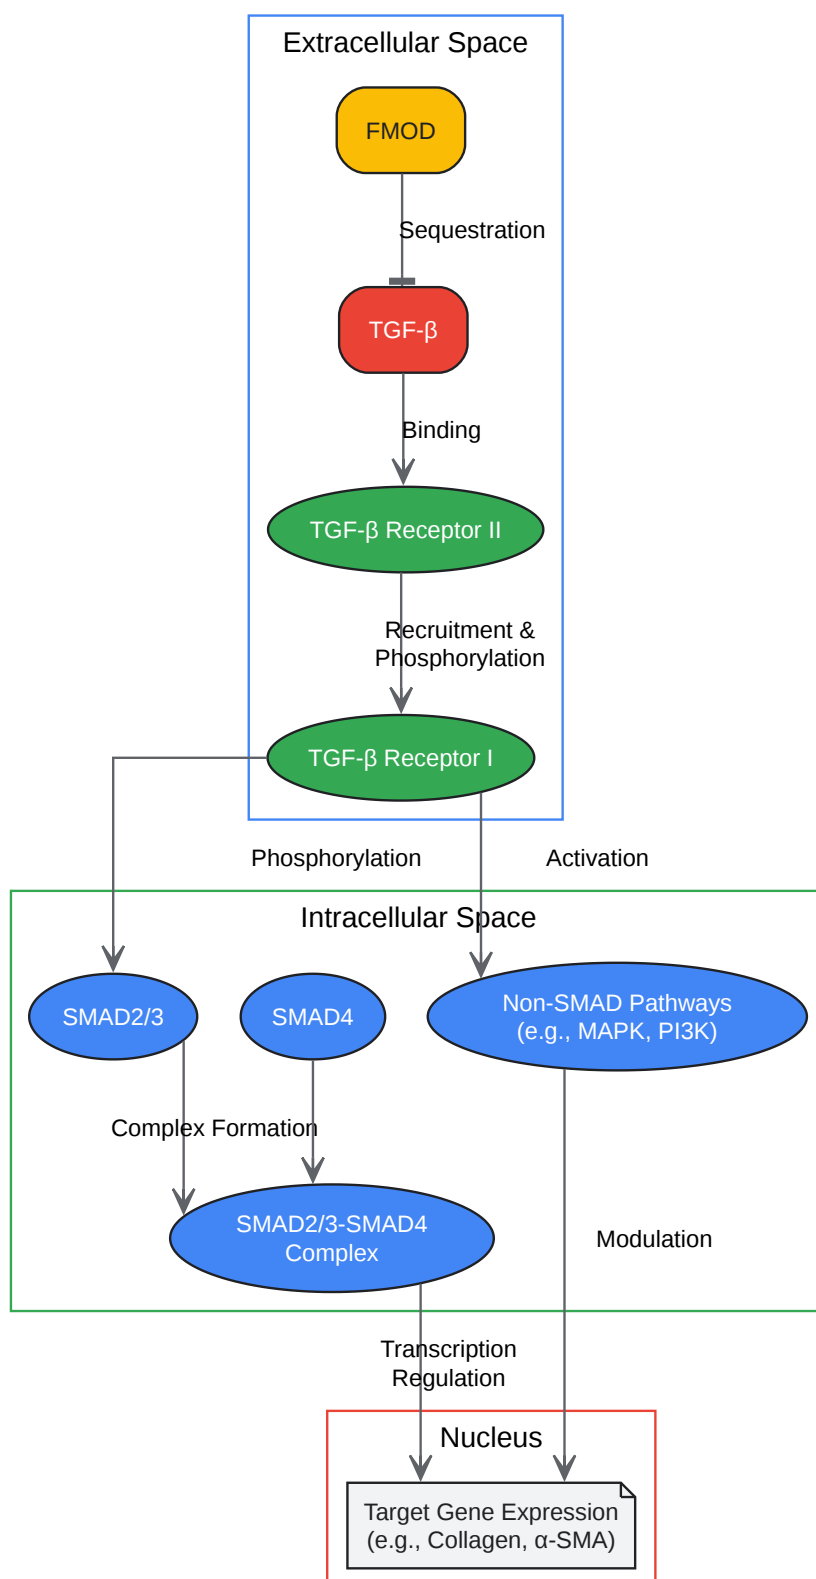 Extracellular Space
FMOD
Sequestration
TGF-β
Binding
TGF-β Receptor II
Recruitment &
Phosphorylation
TGF-β Receptor I
Phosphorylation
Activation
Intracellular Space
SMAD2/3
SMAD4
Non-SMAD Pathways
(e.g., MAPK, PI3K)
Complex Formation
SMAD2/3-SMAD4
Complex
Modulation
Transcription
Regulation
Nucleus
Target Gene Expression
(e.g., Collagen, α-SMA)